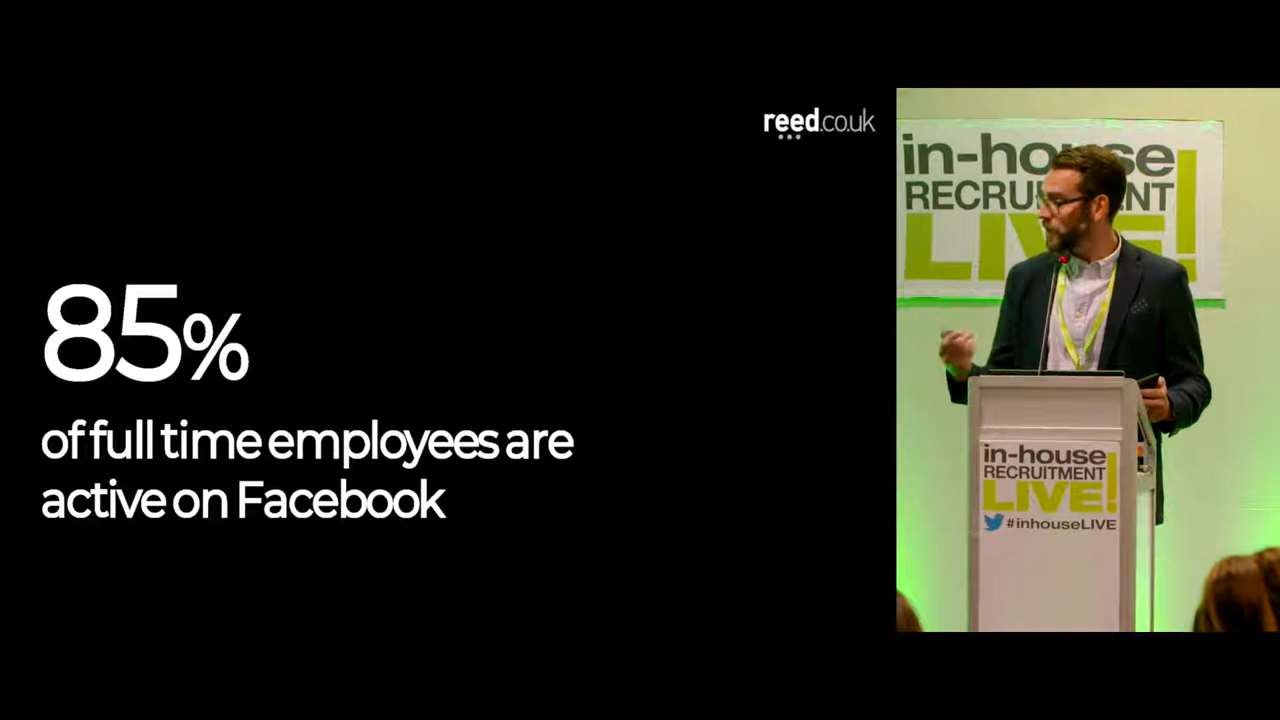 reed.co.uk
85%
of full time employees are
active on Facebook
in-house
LIVE!
in-house
RECRUITMENT
LIVE!
#inhouseLIVE